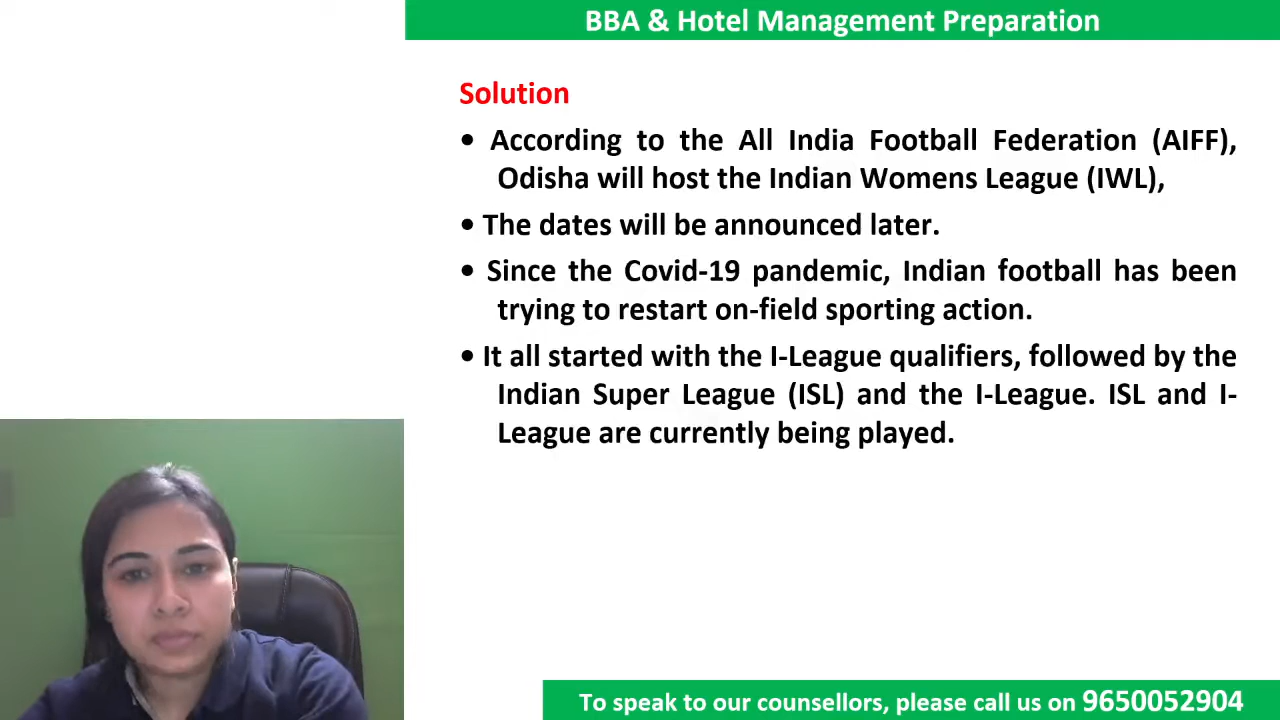 BBA & Hotel Management Preparation
Solution
• According to the All India Football Federation (AIFF),
Odisha will host the Indian Womens League (IWL),
• The dates will be announced later.
• Since the Covid-19 pandemic, Indian football has been
trying to restart on-field sporting action.
• It all started with the I-League qualifiers, followed by the
Indian Super League (ISL) and the I-League. ISL and I-
League are currently being played.
To speak to our counsellors, please call us on 9650052904